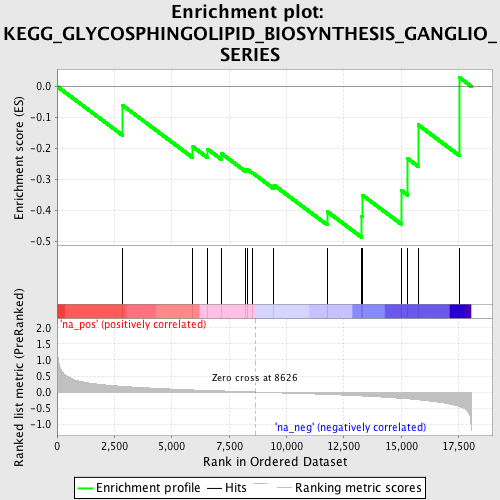 Enrichment plot:
KEGG_GLYCOSPHINGOLIPID_BIOSYNTHESIS_GANGLIO_
SERIES
Enrichment score (ES)
0.0
-0.1
-0.2
-0.3
-0.4
-0.5
'na_pos' (positively correlated)
Ranked list metric (PreRanked)
2.0
1.5
1.0
0.5
0.0
-0.5
-1.0
Zero cross at 8626
'na_neg' (negatively correlated)
0
2,500
5,000
7,500
10,000
12,500
15,000
17,500
Rank in Ordered Dataset
Enrichment profile
Hits
Ranking metric scores